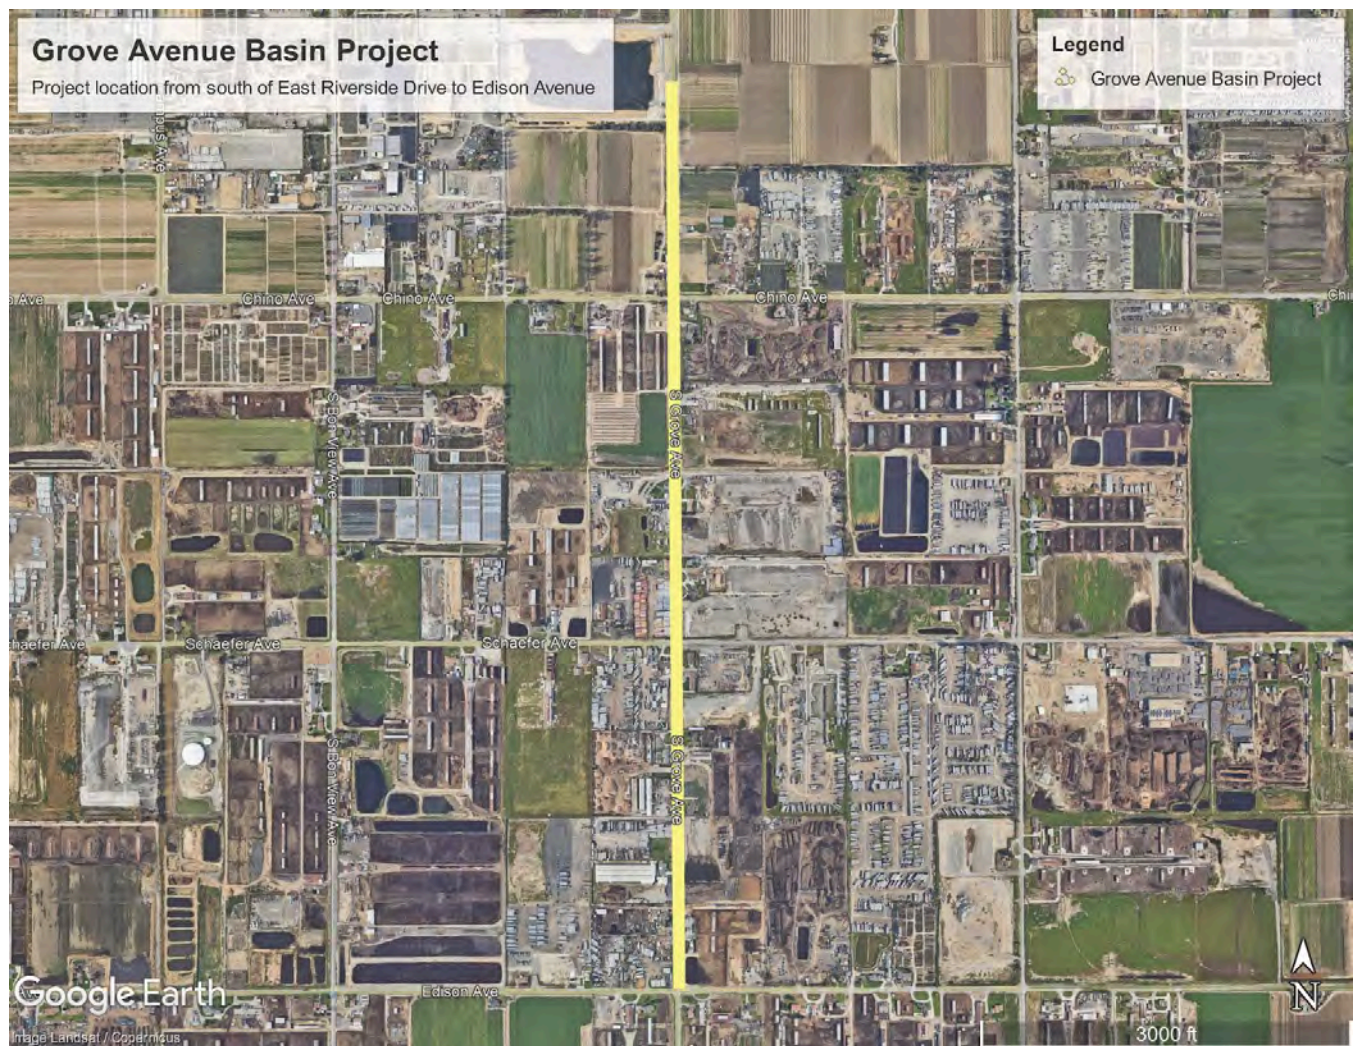 Grove Avenue Basin Project
Project location from south of East Riverside Drive to Edison Avenue
Legend
Grove Avenue Basin Project
Chino Ave
Chino Ave
Chino Ave
S Grove Ave
S Bon View Ave
Schaefer Ave
Schaefer Ave
S Grove Ave
S Bon View Ave
Edison Ave
Google Earth
Image Landsat / Copernicus
N
3000 ft